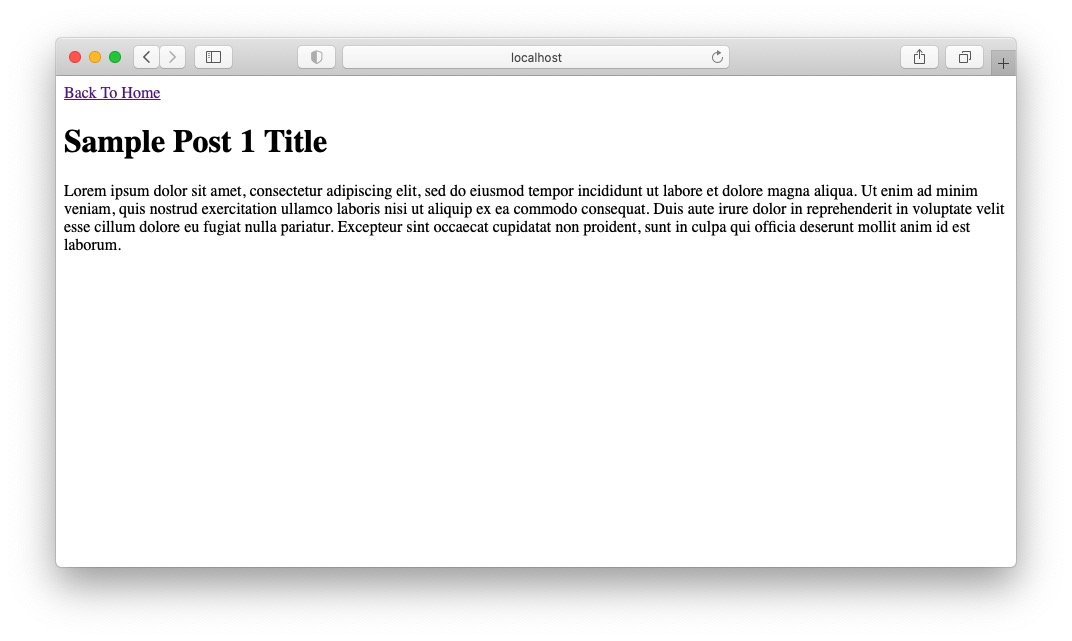 localhost
Back To Home
Sample Post 1 Title
Lorem ipsum dolor sit amet, consectetur adipiscing elit, sed do eiusmod tempor incididunt ut labore et dolore magna aliqua. Ut enim ad minim
veniam, quis nostrud exercitation ullamco laboris nisi ut aliquip ex ea commodo consequat. Duis aute irure dolor in reprehenderit in voluptate velit
esse cillum dolore eu fugiat nulla pariatur. Excepteur sint occaecat cupidatat non proident, sunt in culpa qui officia deserunt mollit anim id est
laborum.